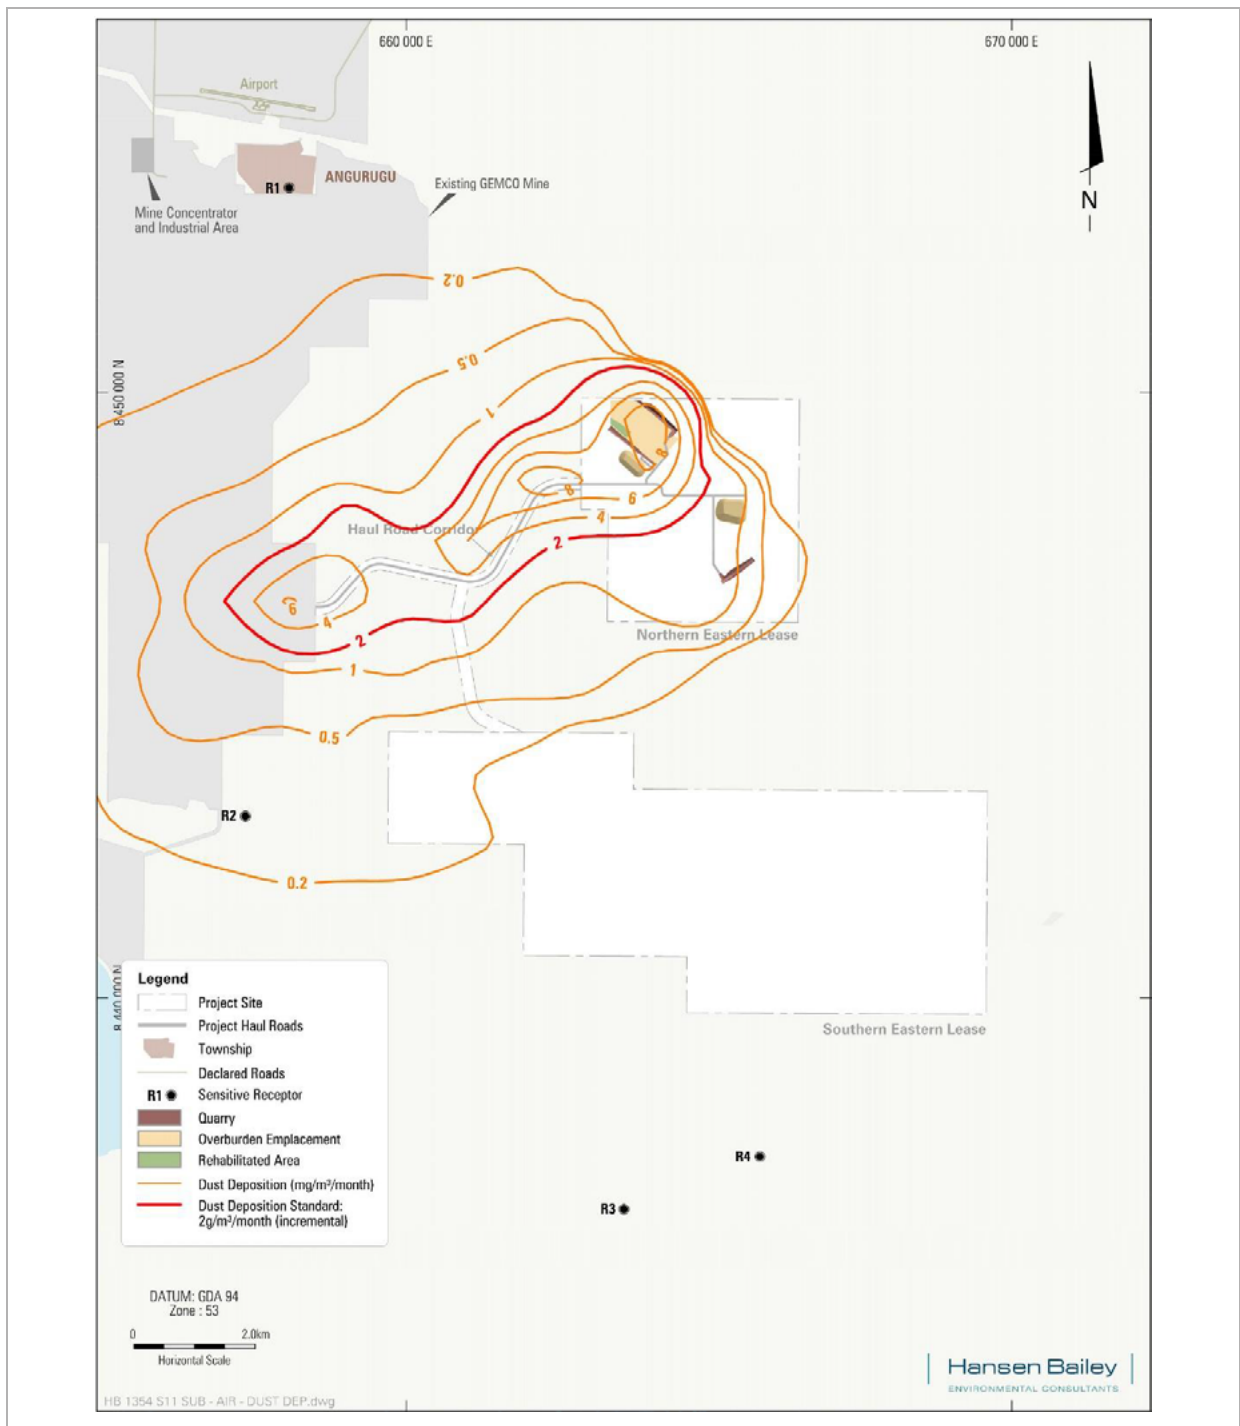 660 000 E
670 000 E
Airport
ANGURUGU
R1
Existing GEMCO Mine
Mine Concentrator
and Industrial Area
N
0.2
0.5
1
8 450 000 N
8
8
6
4
Haul Road Corridor
2
6
4
2
Northern Eastern Lease
1
0.5
R2
0.2
8 440 000 N
Legend
Project Site
Project Haul Roads
Township
Declared Roads
R1 Sensitive Receptor
Quarry
Overburden Emplacement
Rehabilitated Area
Dust Deposition (mg/m³/month)
Dust Deposition Standard:
2g/m³/month (incremental)
Southern Eastern Lease
R4
R3
DATUM: GDA 94
Zone : 53
0 2.0km
Horizontal Scale
Hansen Bailey
ENVIRONMENTAL CONSULTANTS
HB 1354 S11 SUB - AIR - DUST DEP.dwg